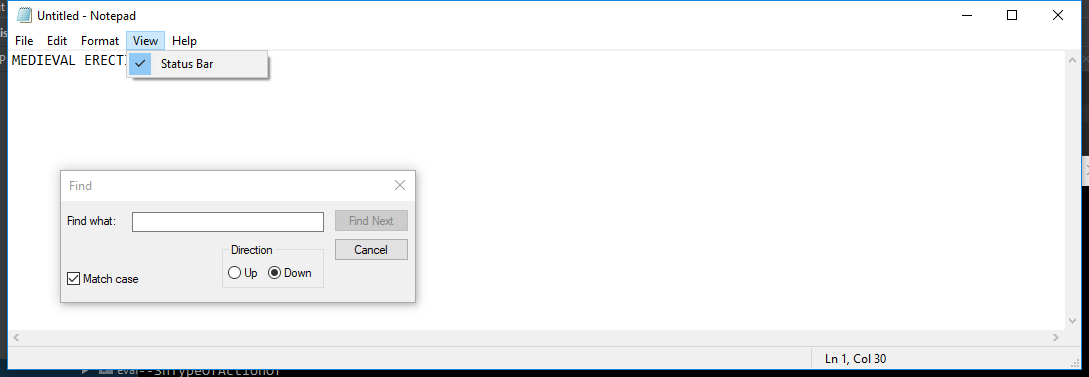 Untitled - Notepad
File Edit Format View Help
MEDIEVAL
Status Bar
Find
Find what:
Find Next
Cancel
Direction
Up Down
Match case
Ln 1, Col 30